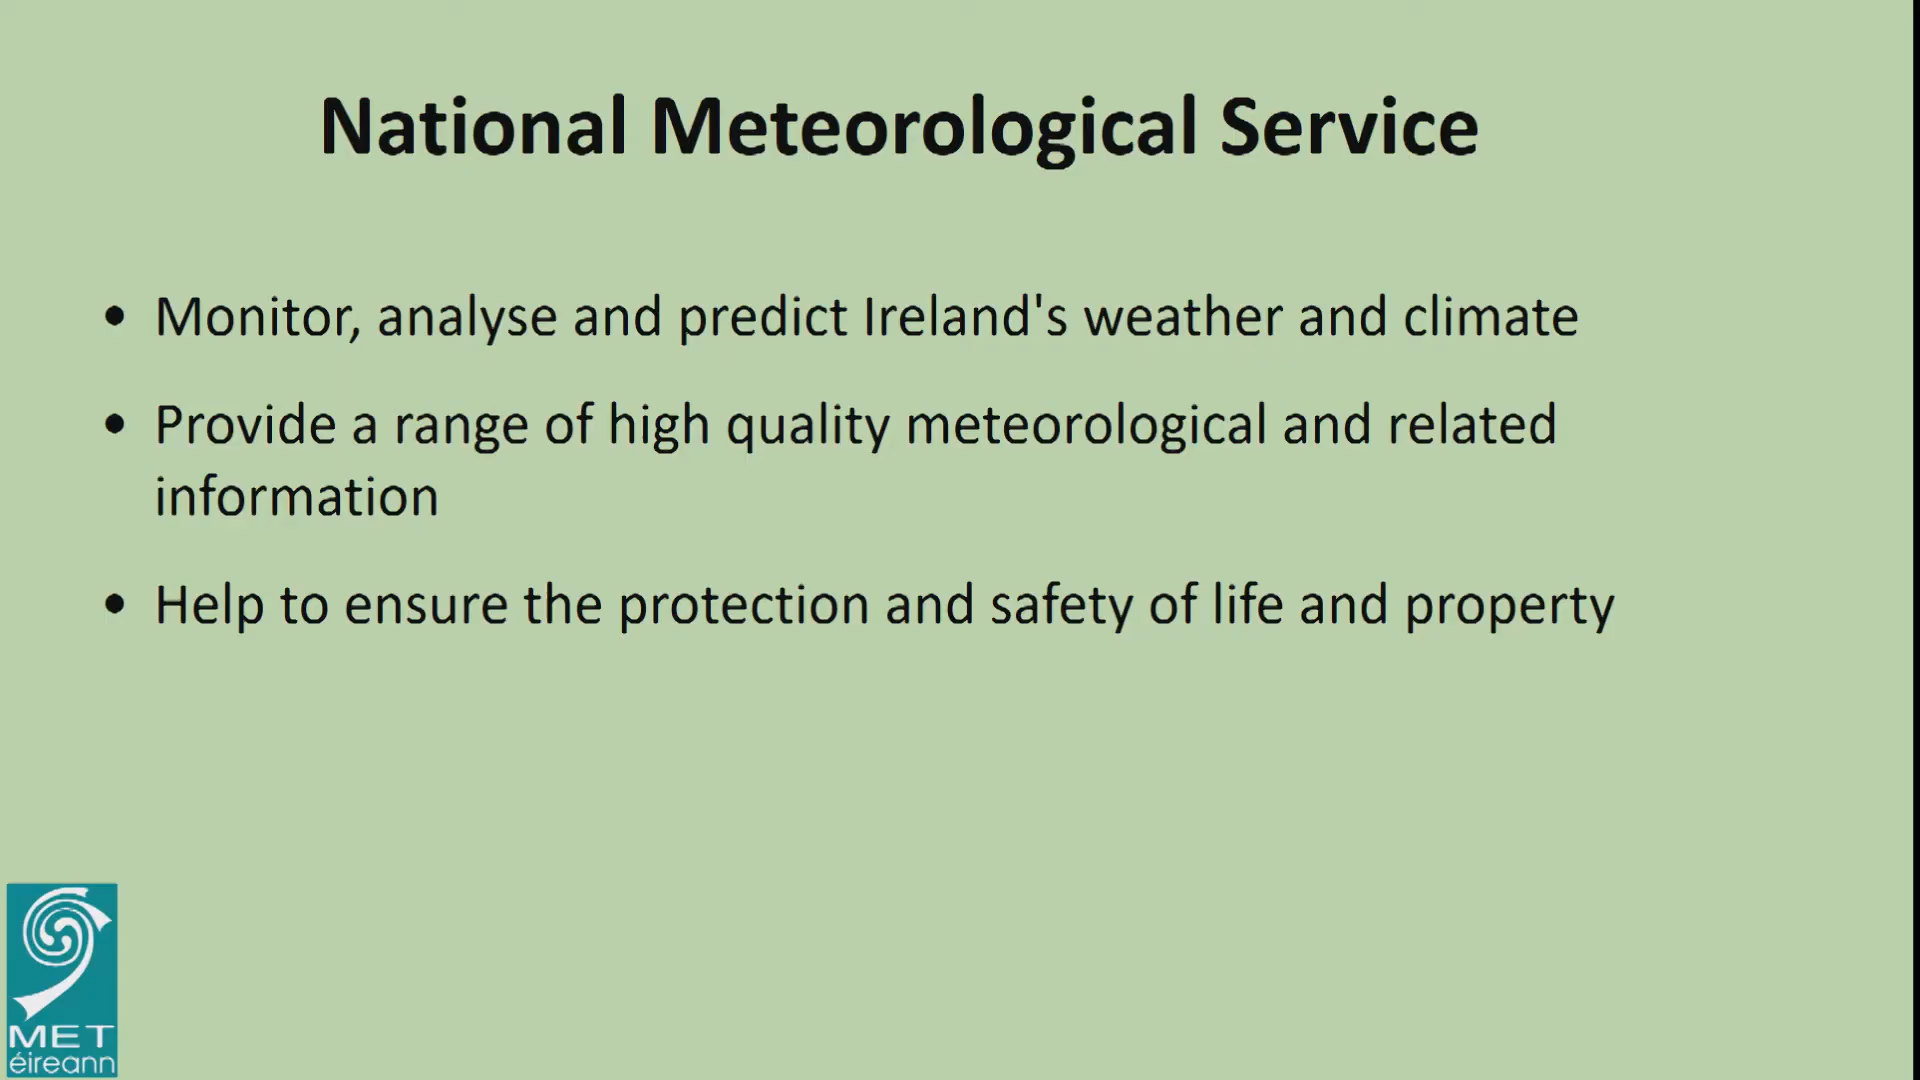 National Meteorological Service
• Monitor, analyse and predict Ireland's weather and climate
• Provide a range of high quality meteorological and related
information
• Help to ensure the protection and safety of life and property
MET
éireann